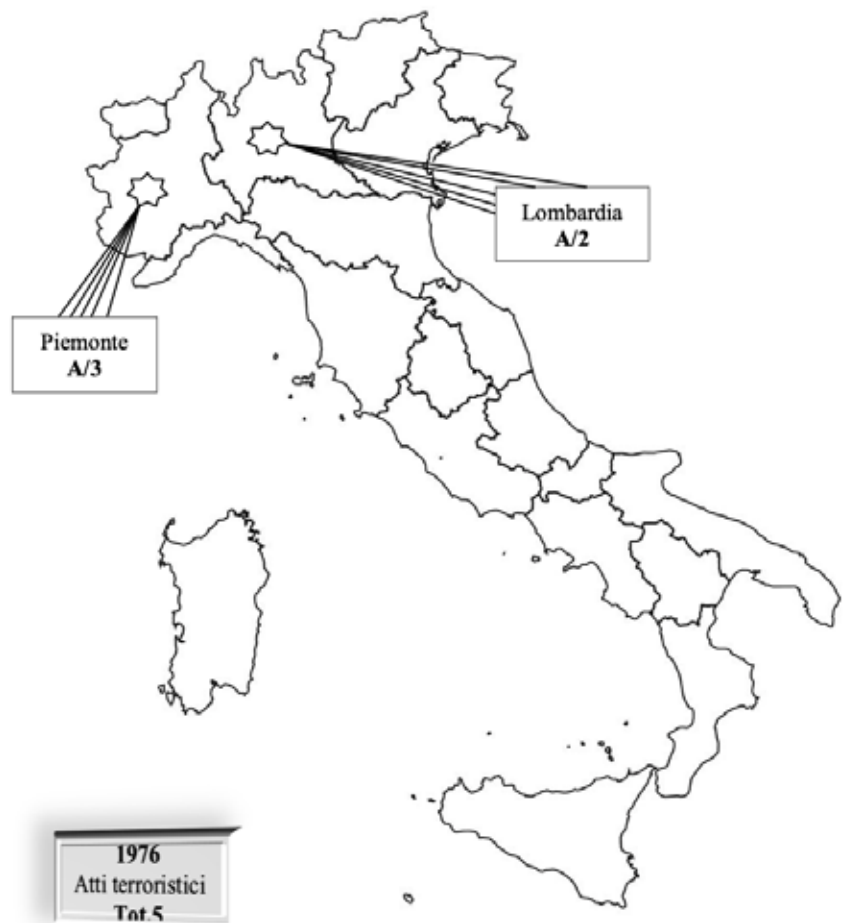 Lombardia
A/2
Piemonte
A/3
1976
Atti terroristici
Tot.5